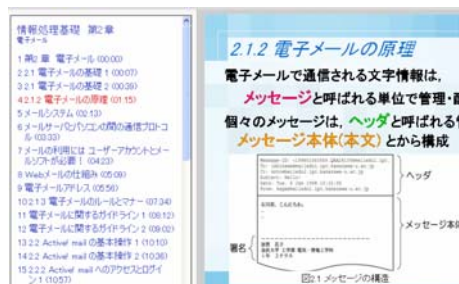 情報処理基礎 第2章
電子メール
1 第2章 電子メール (00:00)
2 2.1 電子メールの基礎 1 (00:07)
3 2.1 電子メールの基礎 2 (00:39)
4 2.1.2 電子メールの原理 (01:15)
5 メールシステム (02:13)
6 メールサーバとパソコンの間の通信プロトコ
ル (03:33)
7 メールの利用には ユーザーアカウントとメー
ルソフトが必要！ (04:23)
8 Webメールの仕組み (05:09)
9 電子メールアドレス (05:56)
10 2.1.3 電子メールのルールとマナー (07:34)
11 電子メールに関するガイドライン 1 (08:12)
12 電子メールに関するガイドライン 2 (09:02)
13 2.2 Active! mail の基本操作 1 (10:10)
14 2.2 Active! mail の基本操作 2 (10:36)
15 2.2.2 Active! mail へのアクセスとログイ
ン 1 (10:57)
2.1.2 電子メールの原理
電子メールで通信される文字情報は，
メッセージと呼ばれる単位で管理・
個々のメッセージは，ヘッダと呼ばれる
メッセージ本体(本文) とから構成
ヘッダ
メッセージ本
署名
図2.1 メッセージの構造